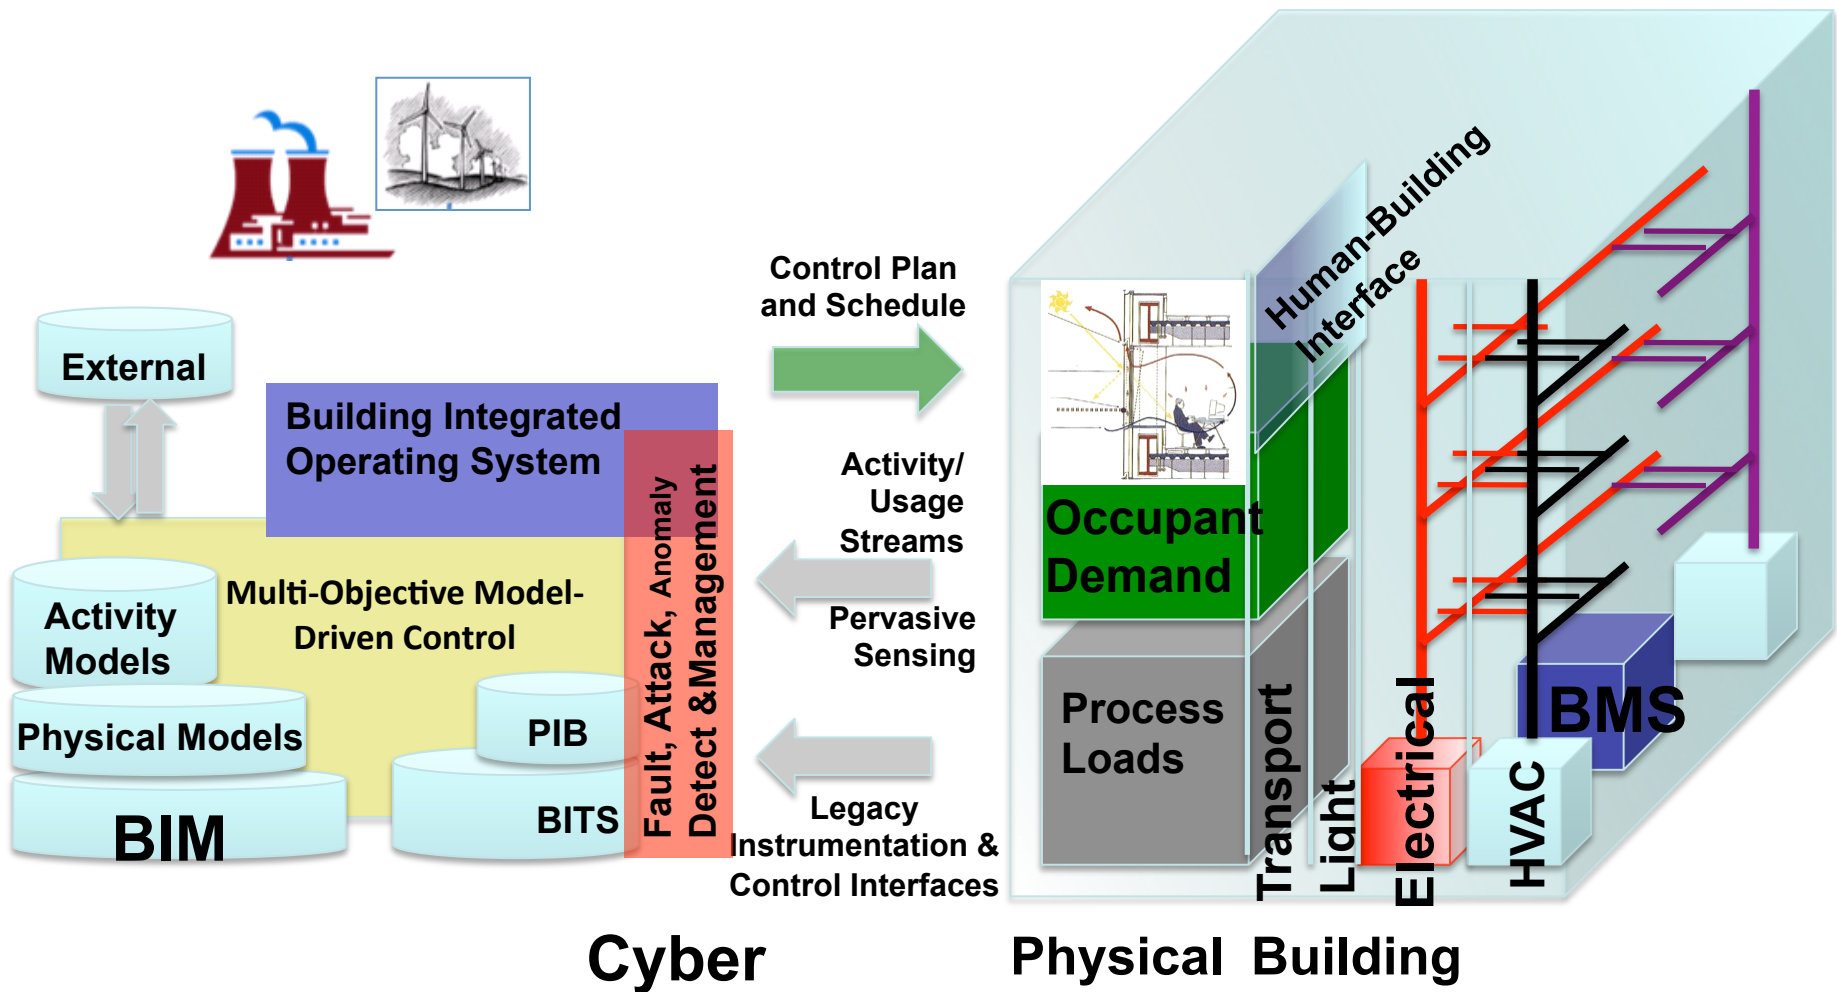 External
Building Integrated
Operating System
Multi-Objective Model-
Driven Control
Activity
Models
Physical Models
BIM
PIB
BITS
Fault, Attack, Anomaly
Detect &Management
Control Plan
and Schedule
Activity/
Usage
Streams
Pervasive
Sensing
Legacy
Instrumentation &
Control Interfaces
Human-Building
Interface
Occupant
Demand
Process
Loads
Transport
Light
Electrical
HVAC
BMS
Cyber
Physical Building